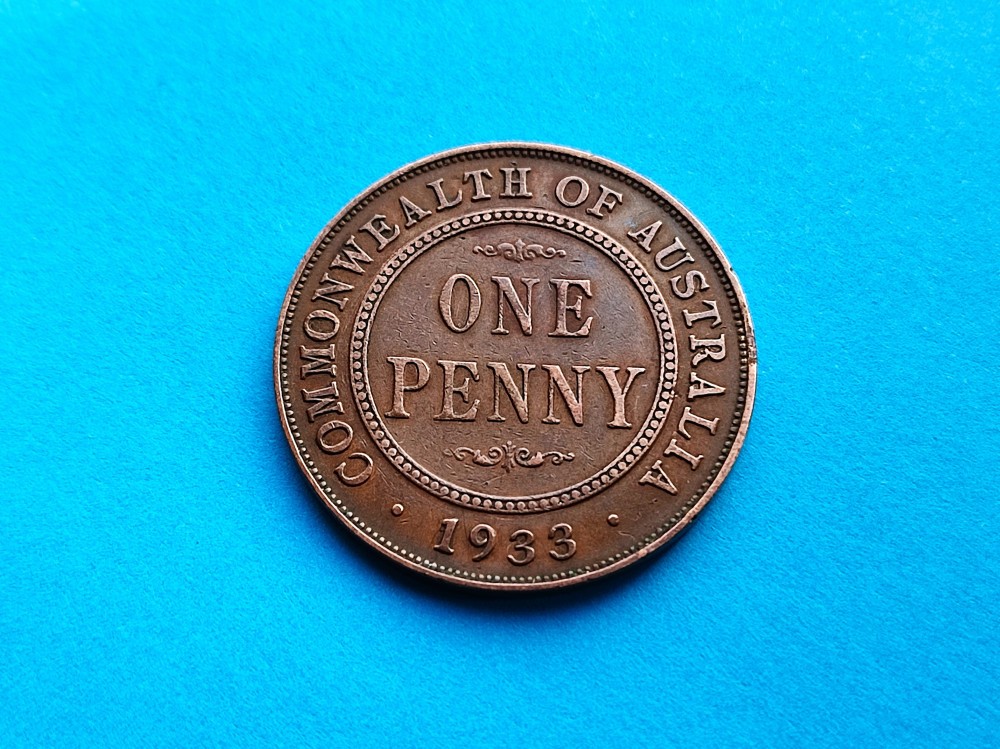 COMMONWEALTH OF AUSTRALIA
ONE
PENNY
· 1933 ·